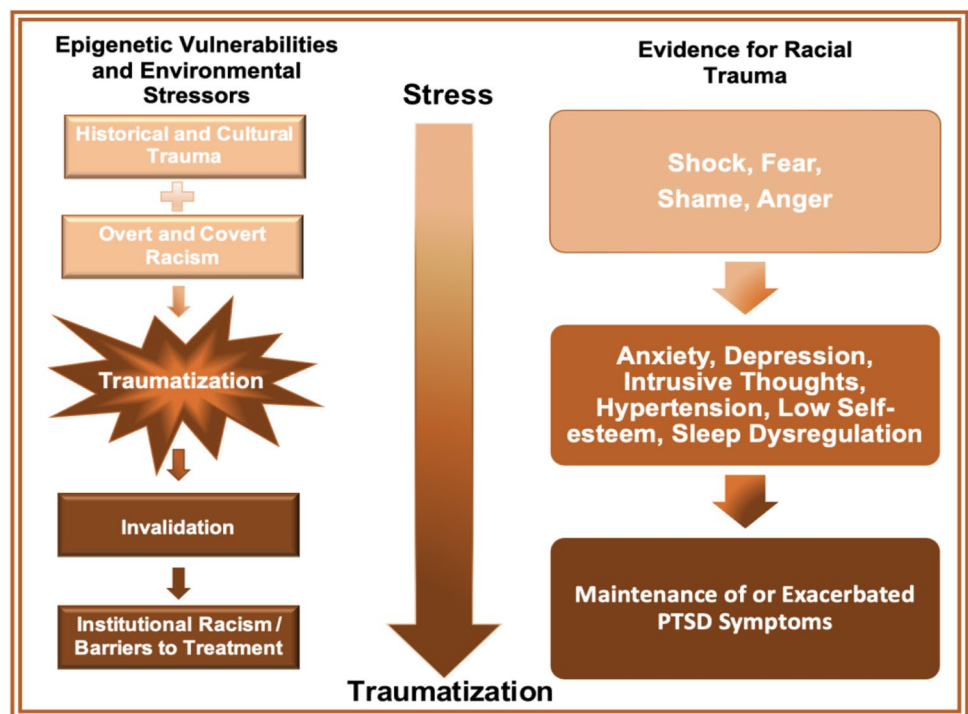 Epigenetic Vulnerabilities
and Environmental
Stressors
Historical and Cultural
Trauma
Overt and Covert
Racism
Traumatization
Invalidation
Institutional Racism /
Barriers to Treatment
Stress
Traumatization
Evidence for Racial
Trauma
Shock, Fear,
Shame, Anger
Anxiety, Depression,
Intrusive Thoughts,
Hypertension, Low Self-
esteem, Sleep Dysregulation
Maintenance of or Exacerbated
PTSD Symptoms